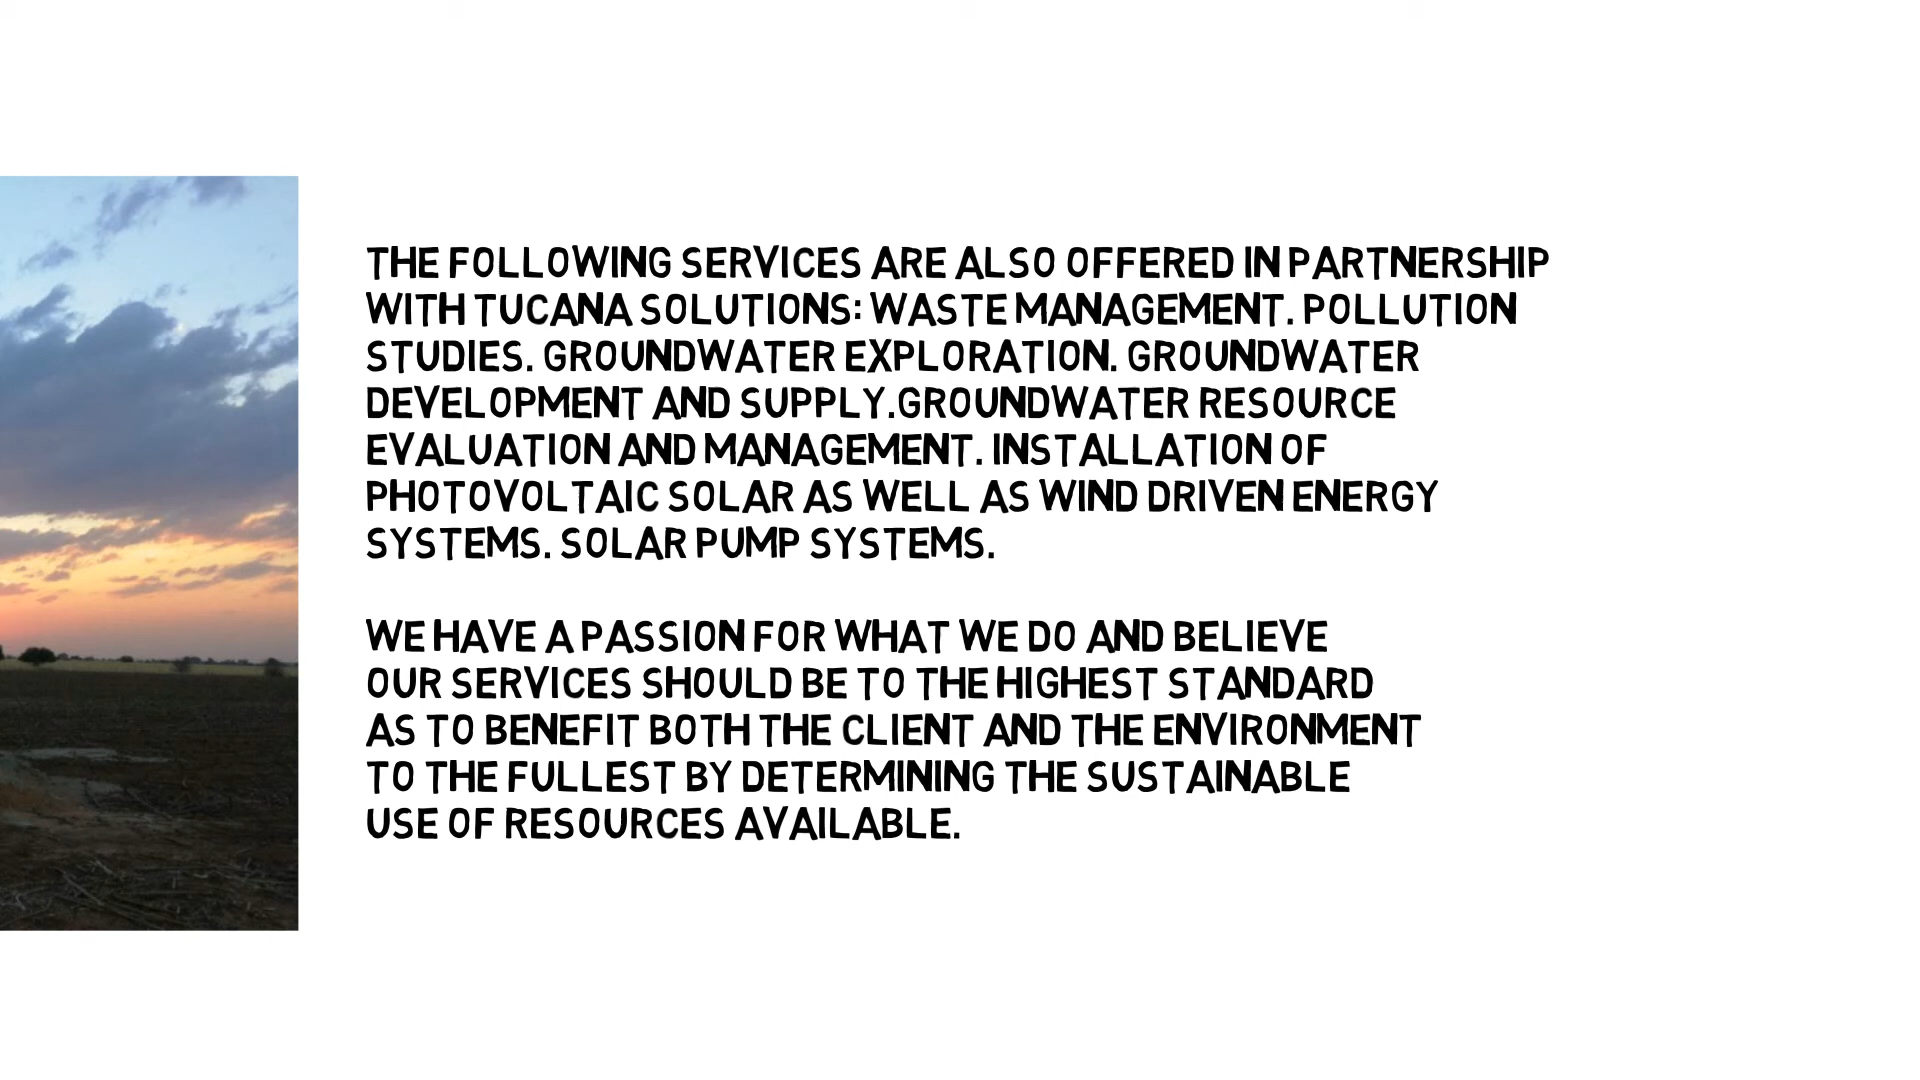 THE FOLLOWING SERVICES ARE ALSO OFFERED IN PARTNERSHIP
WITH TUCANA SOLUTIONS: WASTE MANAGEMENT. POLLUTION
STUDIES. GROUNDWATER EXPLORATION. GROUNDWATER
DEVELOPMENT AND SUPPLY.GROUNDWATER RESOURCE
EVALUATION AND MANAGEMENT. INSTALLATION OF
PHOTOVOLTAIC SOLAR AS WELL AS WIND DRIVEN ENERGY
SYSTEMS. SOLAR PUMP SYSTEMS.
WE HAVE A PASSION FOR WHAT WE DO AND BELIEVE
OUR SERVICES SHOULD BE TO THE HIGHEST STANDARD
AS TO BENEFIT BOTH THE CLIENT AND THE ENVIRONMENT
TO THE FULLEST BY DETERMINING THE SUSTAINABLE
USE OF RESOURCES AVAILABLE.